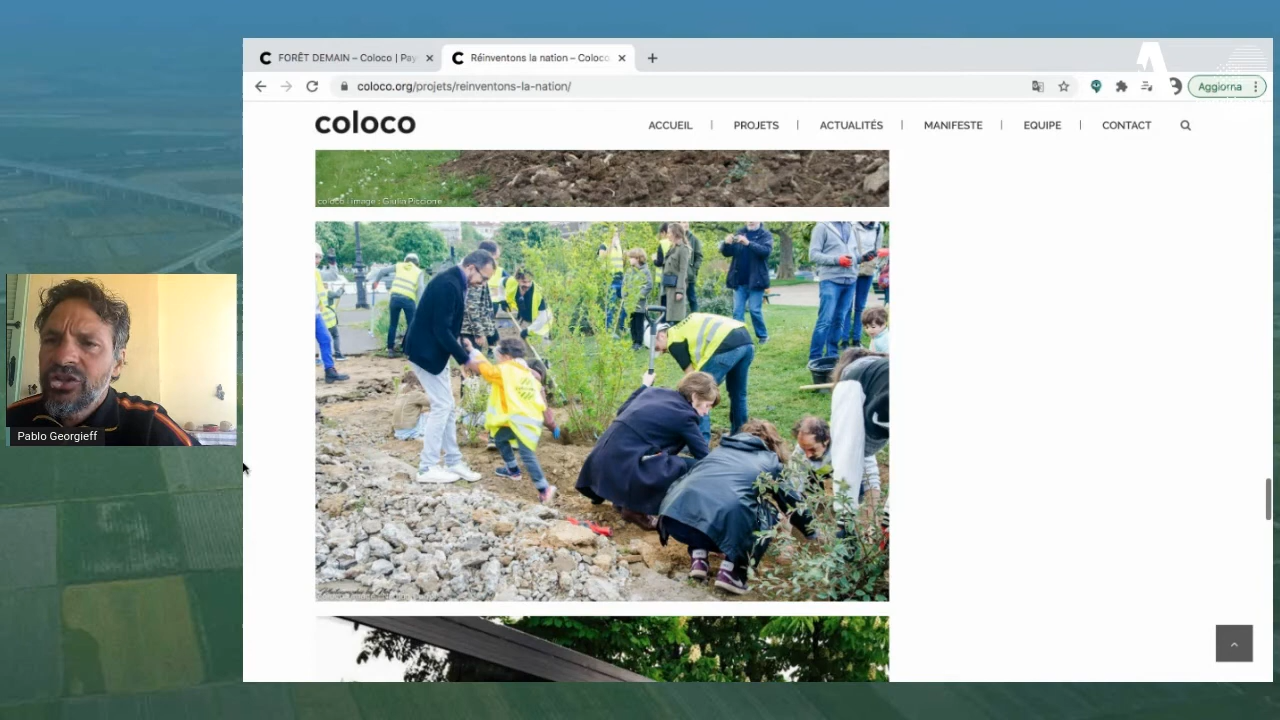 FORÊT DEMAIN – Coloco | Pay
Réinventons la nation – Coloco
coloco.org/projets/reinventons-la-nation/
Aggiorna
coloco
ACCUEIL | PROJETS | ACTUALITÉS | MANIFESTE | EQUIPE | CONTACT
coloco | image : Giulia Piccione
Pablo Georgieff